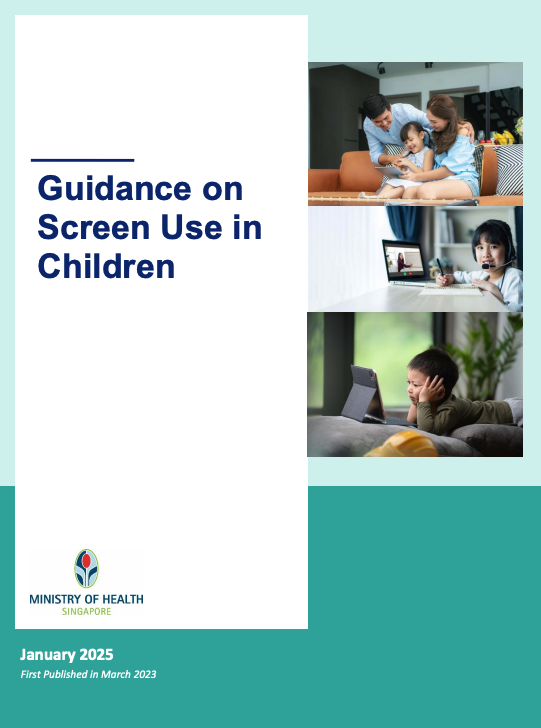 Guidance on
Screen Use in
Children
MINISTRY OF HEALTH
SINGAPORE
January 2025
First Published in March 2023